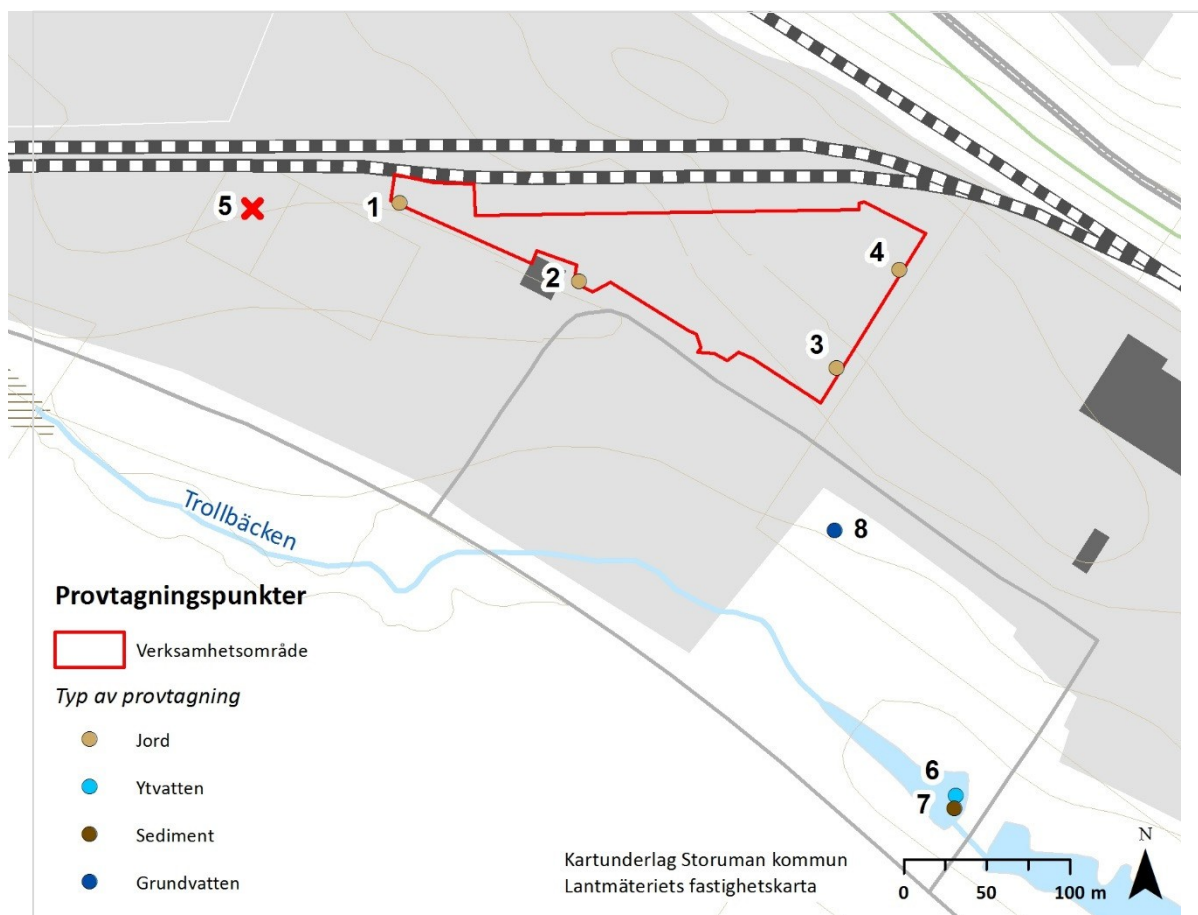 5
1
2
4
3
8
Trollbäcken
6
7
Provtagningspunkter
Verksamhetsområde
Typ av provtagning
Jord
Ytvatten
Sediment
Grundvatten
Kartunderlag Storuman kommun
Lantmäteriets fastighetskarta
N
0 50 100 m